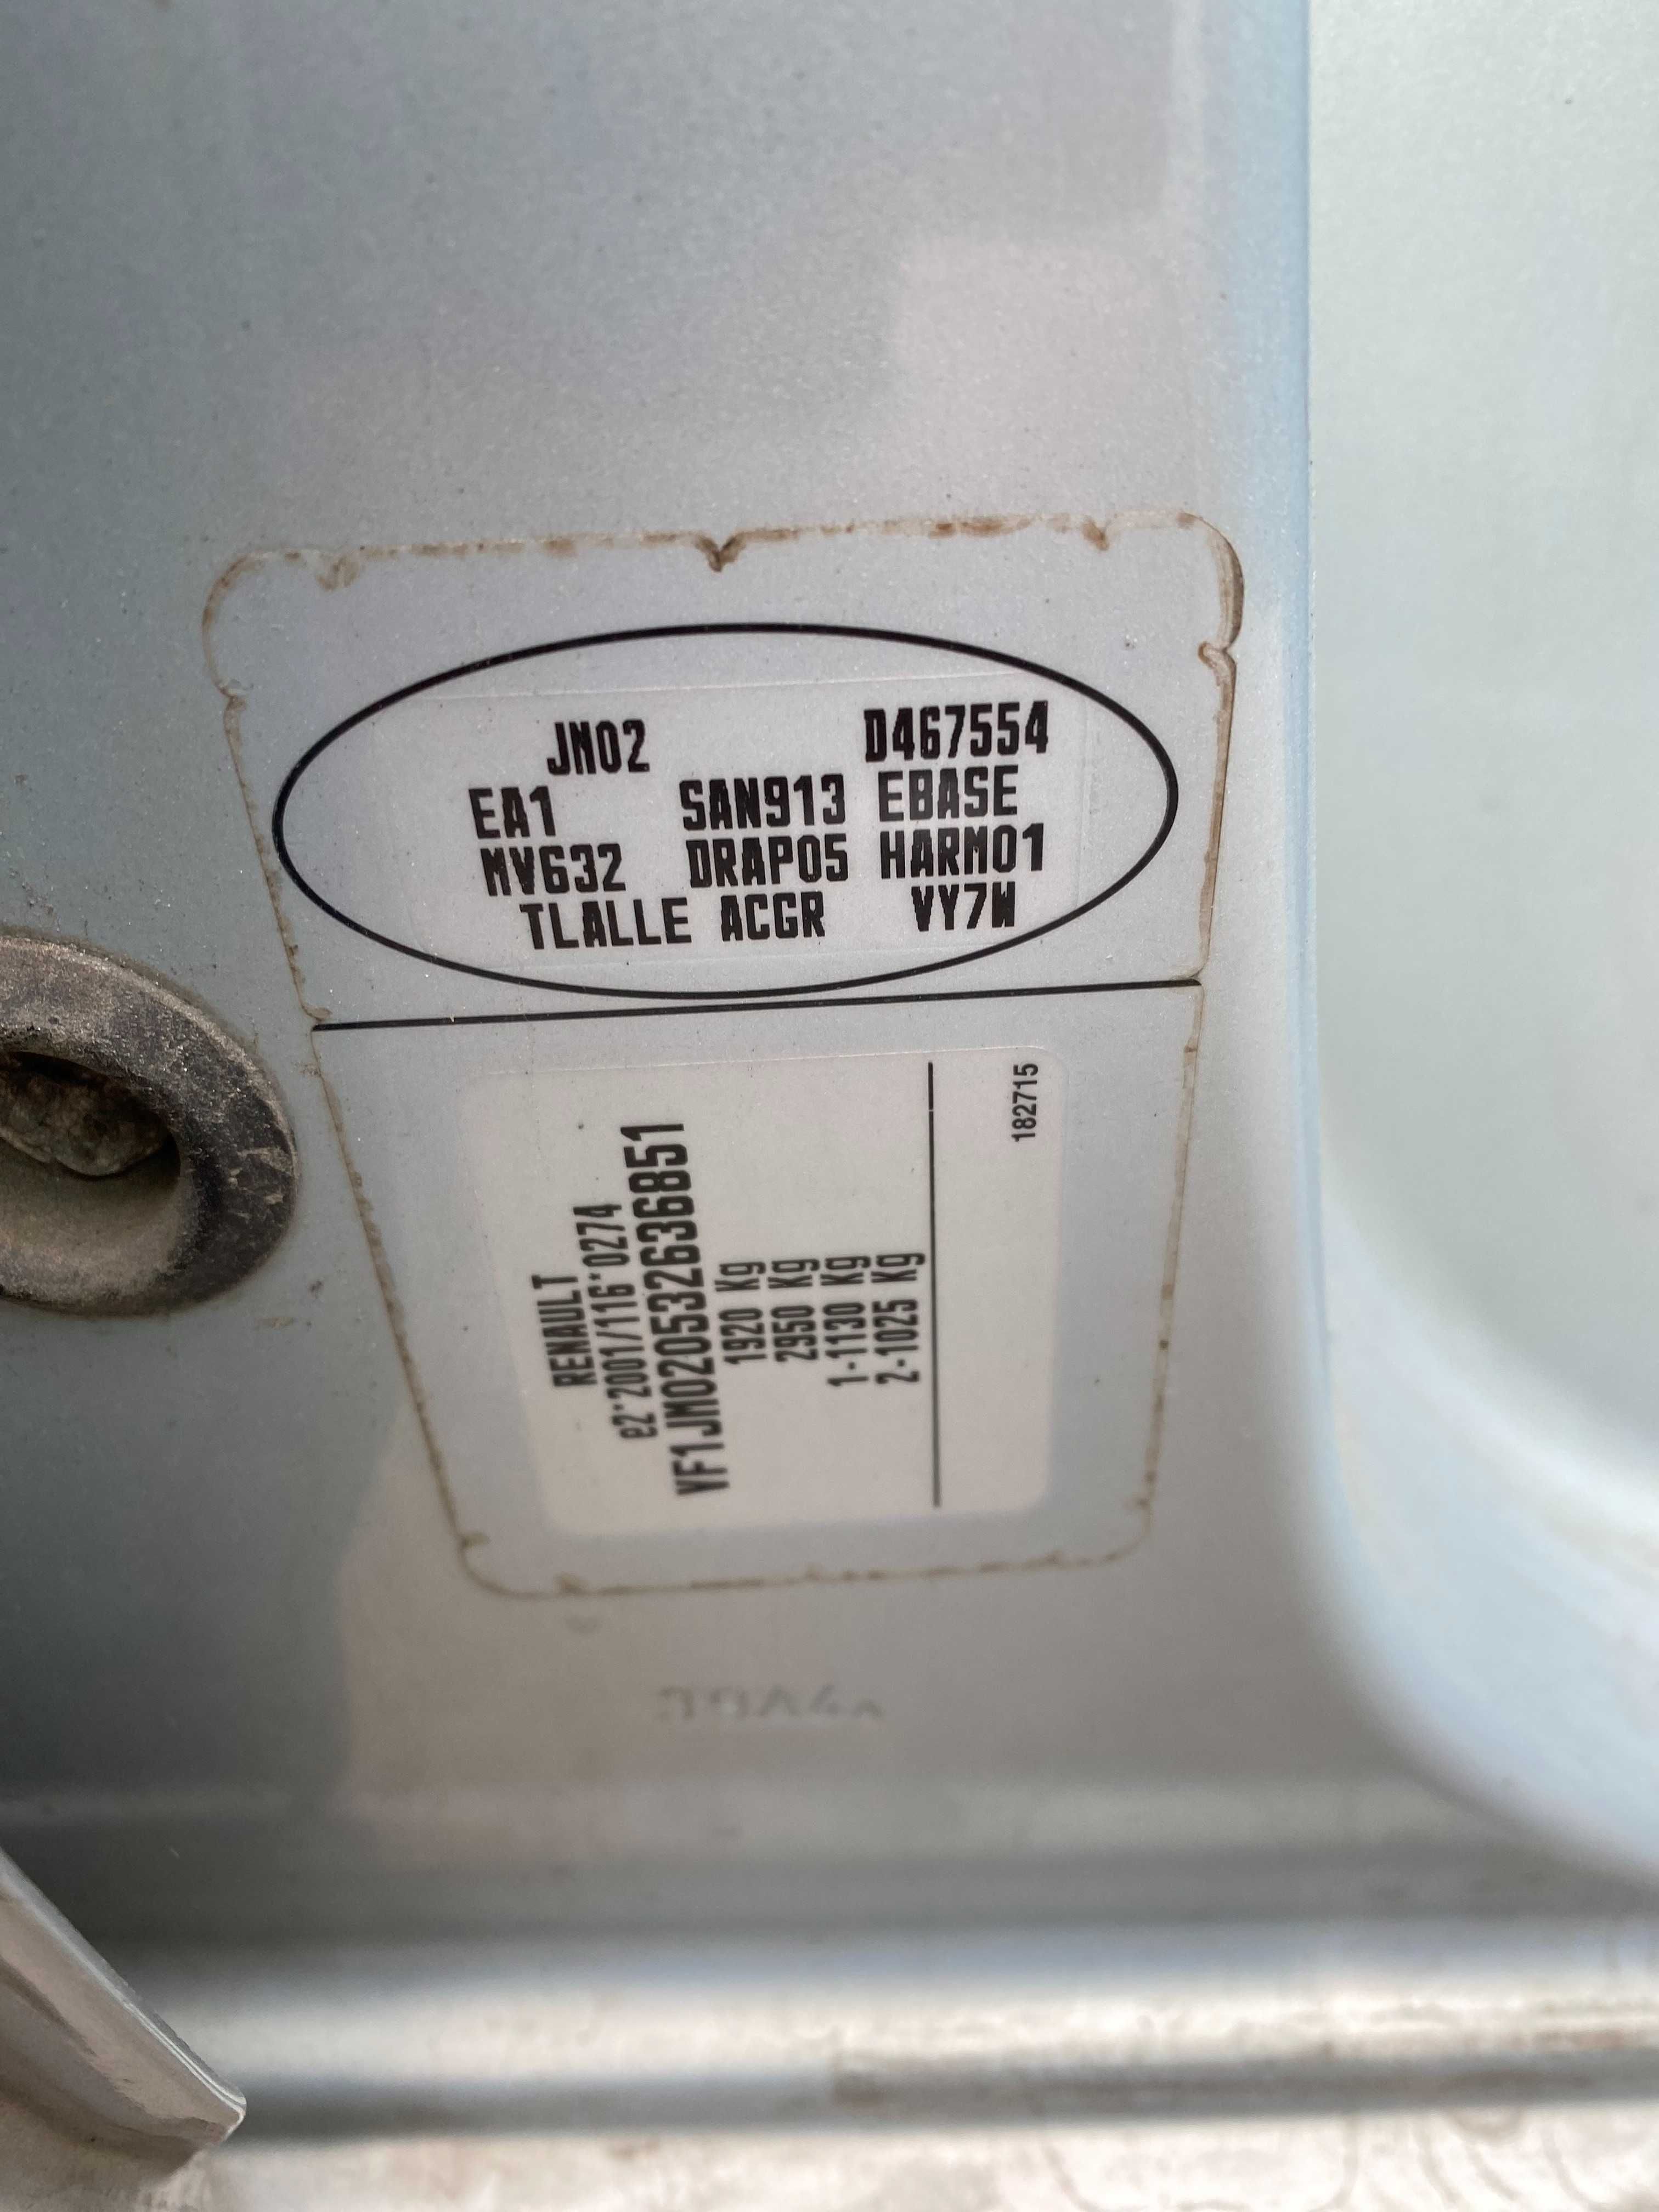 JM02 D467554
EA1 SAN913 EBASE
MV632 DRAP05 HARM01
TLALLE ACGR VY7W
RENAULT
e2*2001/116*0274
VF1JM020532636851
1920 Kg
2950 Kg
1-1130 Kg
2-1025 Kg
182715